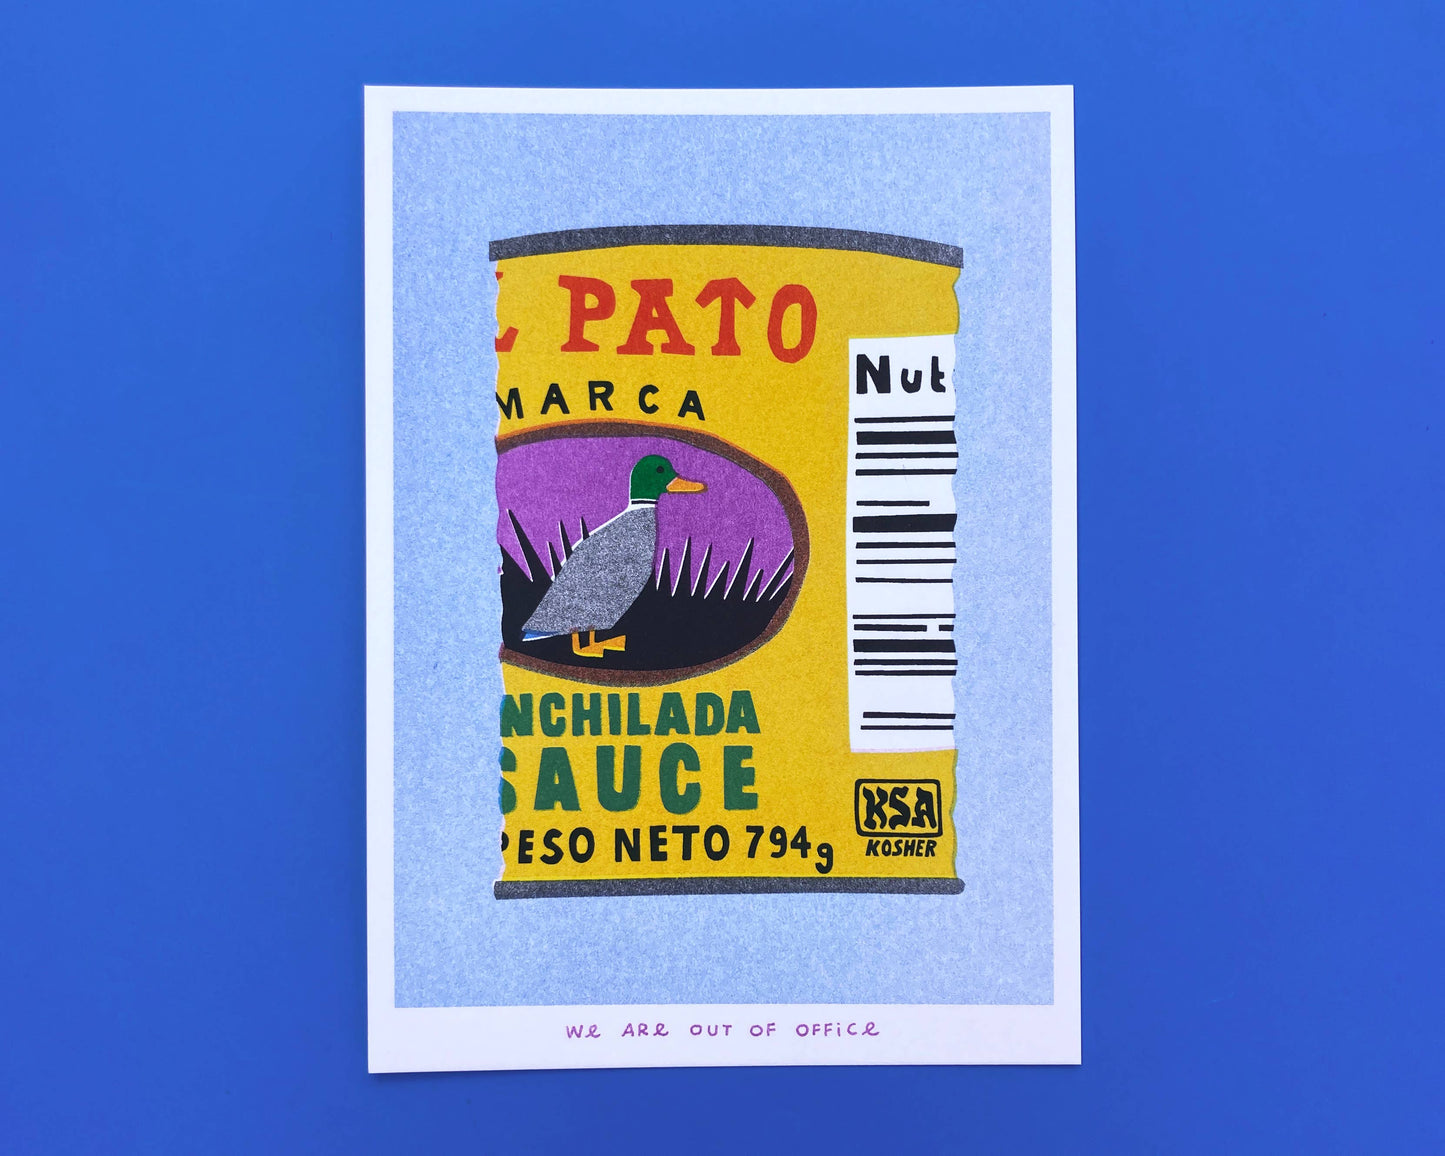 L PATO
MARCA
NCHILADA
SAUCE
PESO NETO 794g
Nut
KSA
KOSHER
We ARe OUT OF OFFice